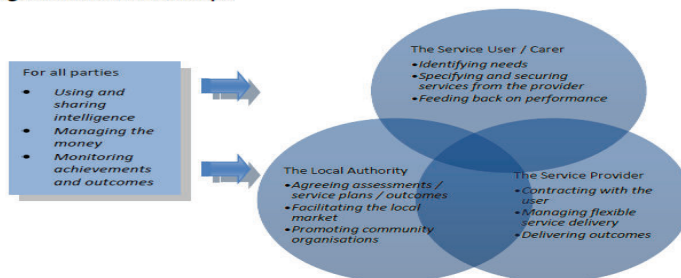 For all parties
• Using and
sharing
intelligence
• Managing the
money
• Monitoring
achievements
and outcomes
The Service User / Carer
•Identifying needs
•Specifying and securing
services from the provider
•Feeding back on performance
The Local Authority
•Agreeing assessments /
service plans / outcomes
•Facilitating the local
market
•Promoting community
organisations
The Service Provider
•Contracting with the
user
•Managing flexible
service delivery
•Delivering outcomes